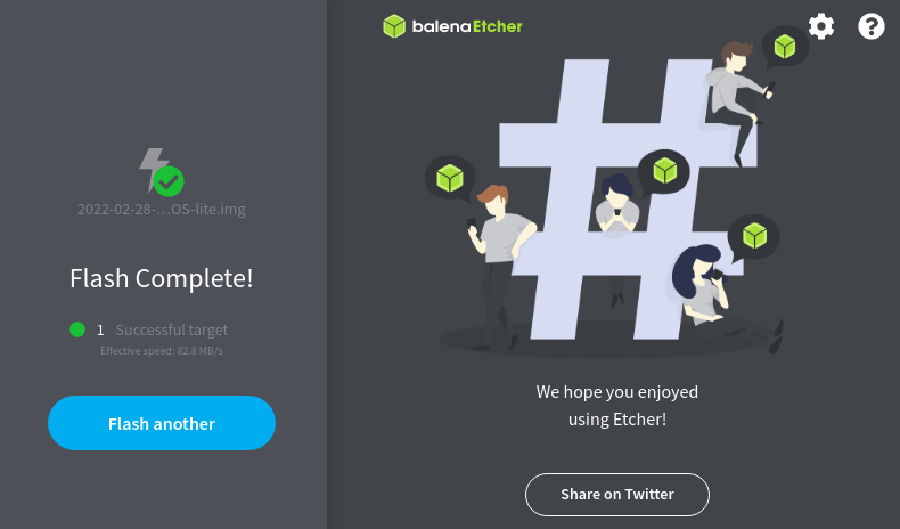 balenaEtcher
2022-02-28-...OS-lite.img
Flash Complete!
1 Successful target
Effective speed: 82.8 MB/s
Flash another
We hope you enjoyed
using Etcher!
Share on Twitter